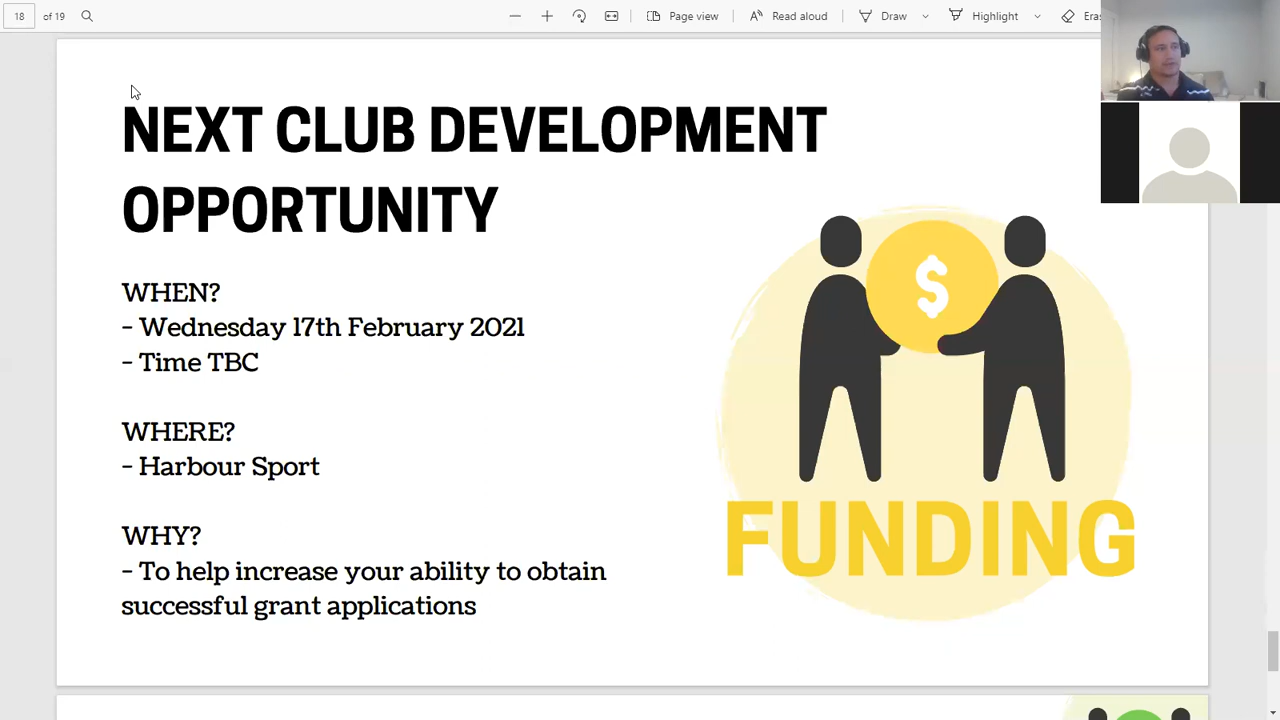 18 of 19 Page view Read aloud Draw Highlight Eras
NEXT CLUB DEVELOPMENT
OPPORTUNITY
WHEN?
- Wednesday 17th February 2021
- Time TBC
WHERE?
- Harbour Sport
WHY?
- To help increase your ability to obtain
successful grant applications
$
FUNDING